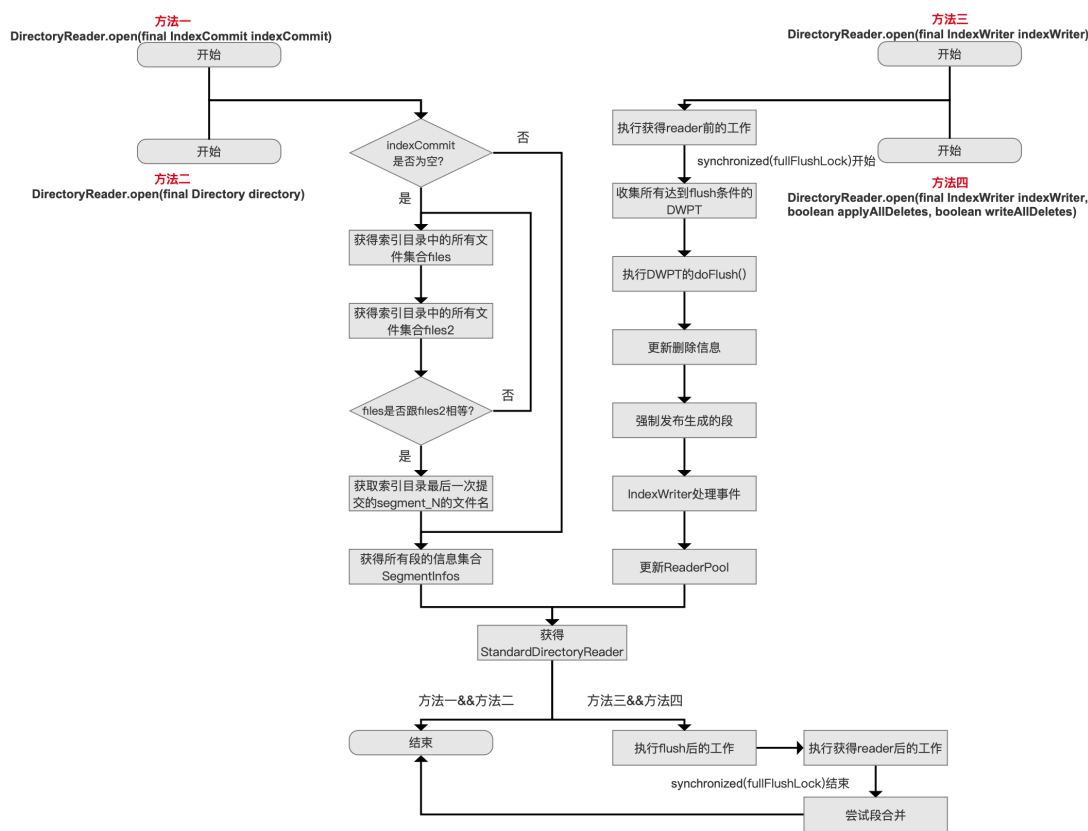 方法一
DirectoryReader.open(final IndexCommit indexCommit)
开始
开始
方法二
DirectoryReader.open(final Directory directory)
indexCommit
是否为空?
否
是
获得索引目录中的所有文
件集合files
获得索引目录中的所有文
件集合files2
files是否跟files2相等?
否
是
获取索引目录最后一次提
交的segment_N的文件名
获得所有段的信息集合
SegmentInfos
方法三
DirectoryReader.open(final IndexWriter indexWriter)
开始
开始
方法四
DirectoryReader.open(final IndexWriter indexWriter,
boolean applyAllDeletes, boolean writeAllDeletes)
执行获得reader前的工作
synchronized(fullFlushLock)开始
收集所有达到flush条件的
DWPT
执行DWPT的doFlush()
更新删除信息
强制发布生成的段
IndexWriter处理事件
更新ReaderPool
获得
StandardDirectoryReader
方法一&&方法二
方法三&&方法四
结束
执行flush后的工作
执行获得reader后的工作
synchronized(fullFlushLock)结束
尝试段合并